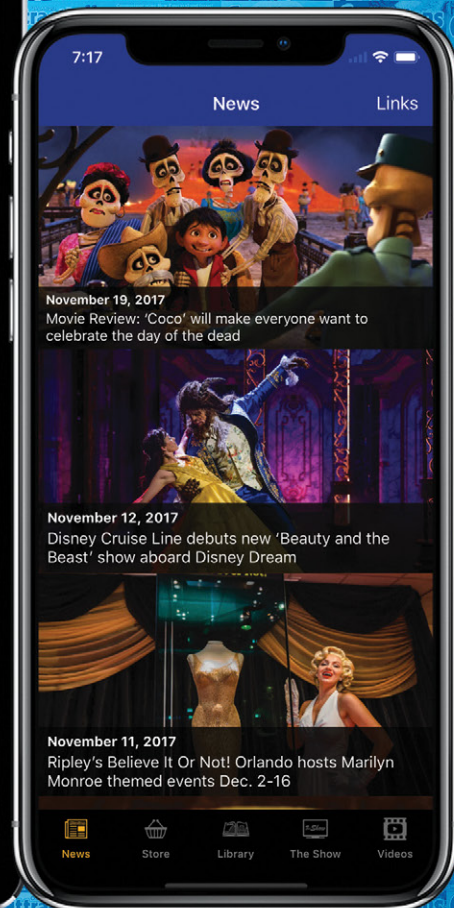 7:17
News
Links
November 19, 2017
Movie Review: ‘Coco’ will make everyone want to
celebrate the day of the dead
November 12, 2017
Disney Cruise Line debuts new ‘Beauty and the
Beast’ show aboard Disney Dream
November 11, 2017
Ripley’s Believe It Or Not! Orlando hosts Marilyn
Monroe themed events Dec. 2-16
News
Store
Library
The Show
Videos